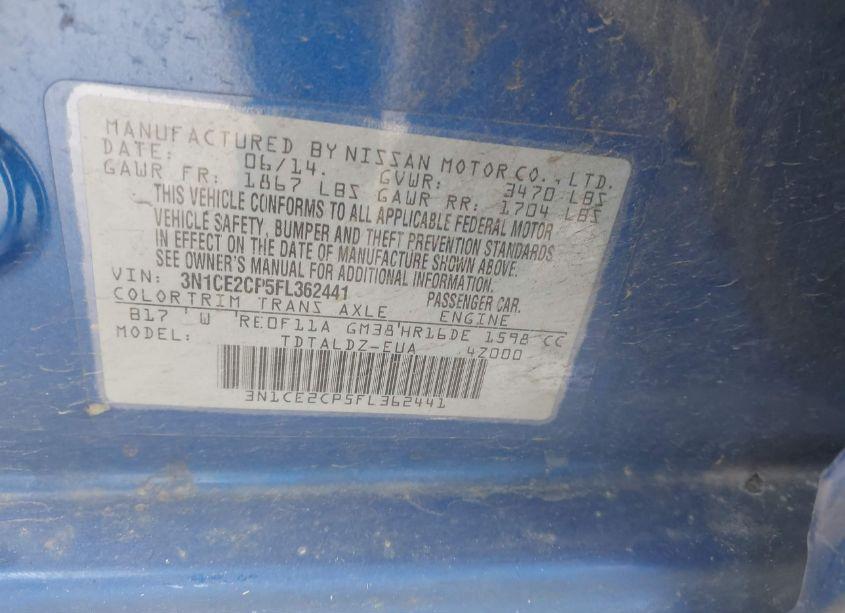 MANUFACTURED BY NISSAN MOTOR CO., LTD.
DATE: 06/14. GVWR: 3470 LBS
GAWR FR: 1867 LBS GAWR RR: 1704 LBS
THIS VEHICLE CONFORMS TO ALL APPLICABLE FEDERAL MOTOR
VEHICLE SAFETY, BUMPER AND THEFT PREVENTION STANDARDS
IN EFFECT ON THE DATE OF MANUFACTURE SHOWN ABOVE.
SEE OWNER'S MANUAL FOR ADDITIONAL INFORMATION.
VIN: 3N1CE2CP5FL362441 PASSENGER CAR.
COLOR TRIM TRANS AXLE ENGINE
B17 ' W 'RE0F11A GM38'HR16DE 1598 CC
MODEL: TDTALDZ-EUA 4Z000
3N1CE2CP5FL362441